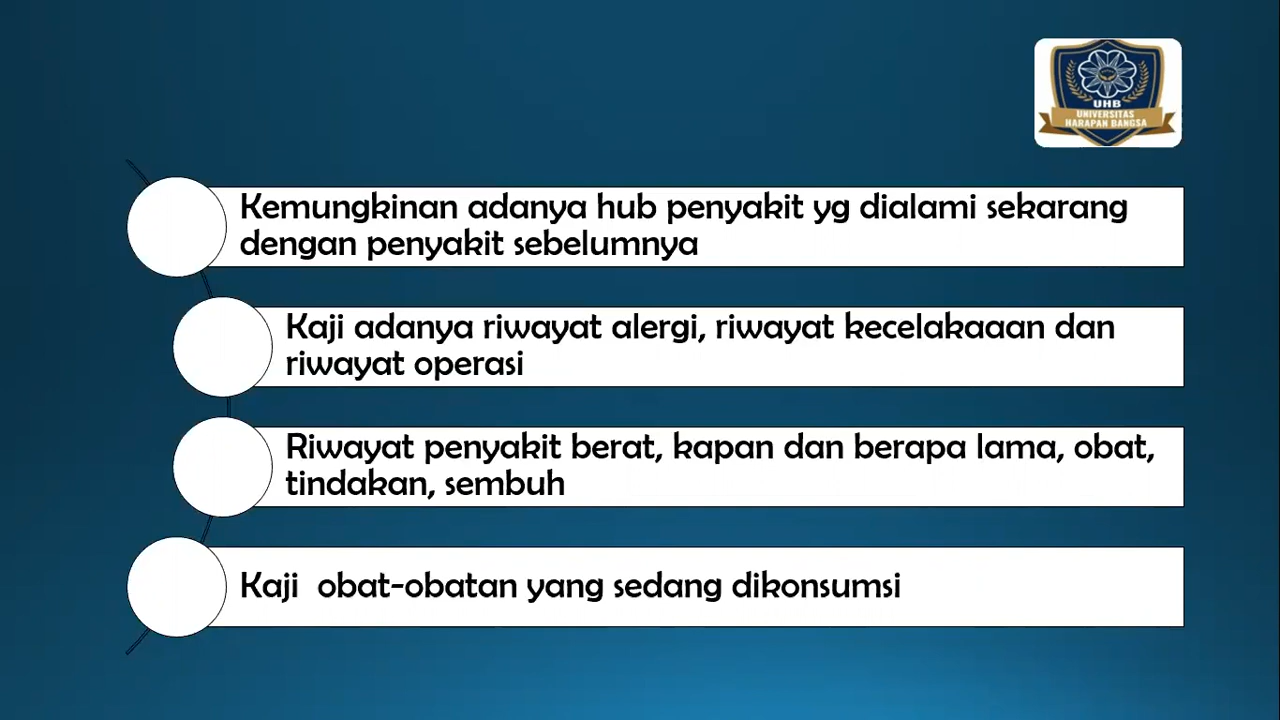 UHB
UNIVERSITAS
HARAPAN BANGSA
Kemungkinan adanya hub penyakit yg dialami sekarang
dengan penyakit sebelumnya
Kaji adanya riwayat alergi, riwayat kecelakaaan dan
riwayat operasi
Riwayat penyakit berat, kapan dan berapa lama, obat,
tindakan, sembuh
Kaji  obat-obatan yang sedang dikonsumsi